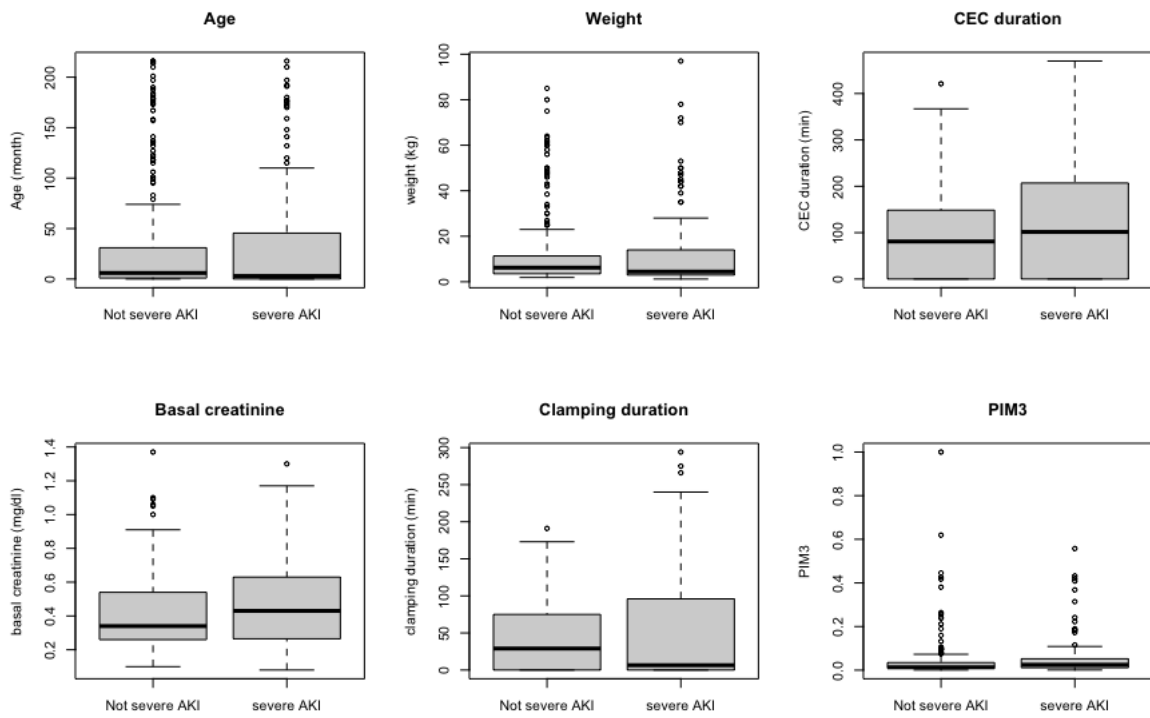 Age
Age (month)
0 50 100 150 200
Not severe AKI severe AKI
Weight
weight (kg)
0 20 40 60 80 100
Not severe AKI severe AKI
CEC duration
CEC duration (min)
0 100 200 300 400
Not severe AKI severe AKI
Basal creatinine
basal creatinine (mg/dl)
0.2 0.4 0.6 0.8 1.0 1.2 1.4
Not severe AKI severe AKI
Clamping duration
clamping duration (min)
0 50 100 150 200 250 300
Not severe AKI severe AKI
PIM3
PIM3
0.0 0.2 0.4 0.6 0.8 1.0
Not severe AKI severe AKI